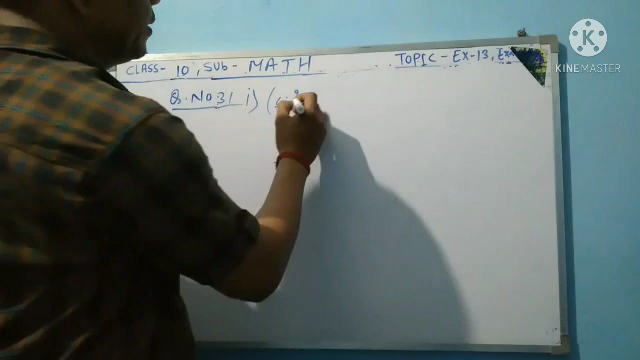 CLASS- 10, SUB- MATH
TOPIC - Ex-13,
Q.No.31 i) (
KINEMASTER